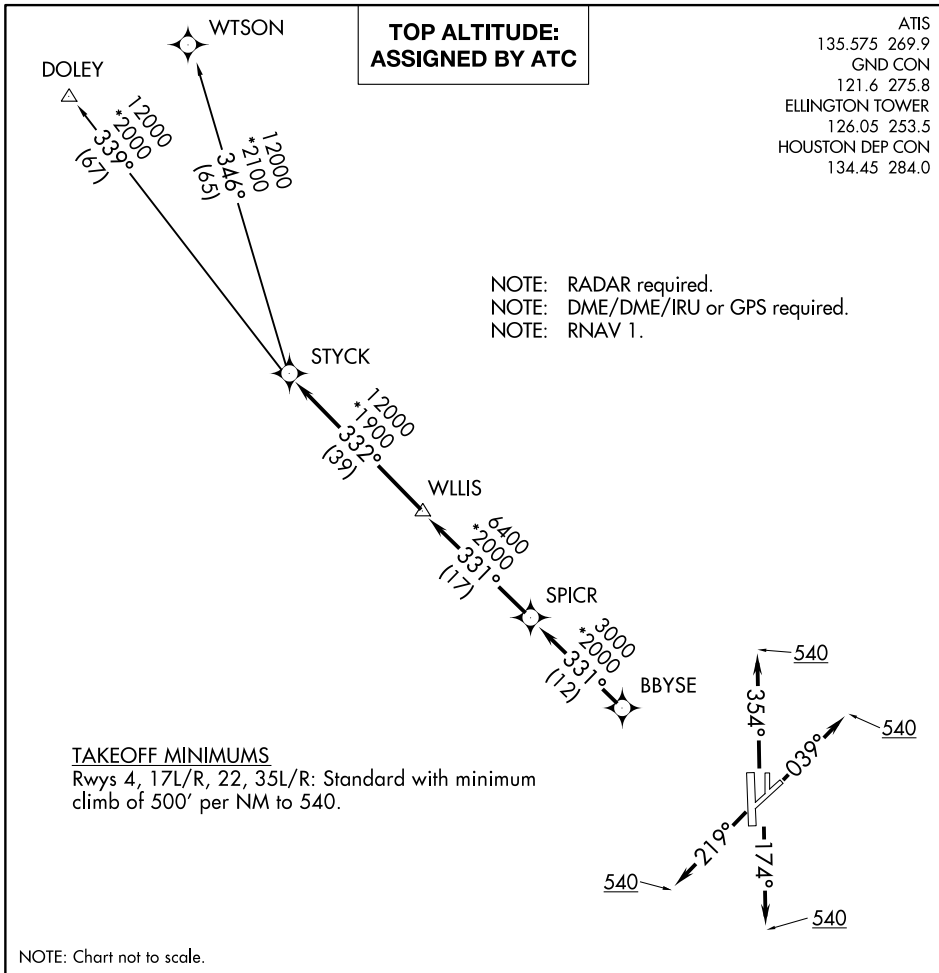 TOP ALTITUDE:
ASSIGNED BY ATC
ATIS
135.575 269.9
GND CON
121.6 275.8
ELLINGTON TOWER
126.05 253.5
HOUSTON DEP CON
134.45 284.0
WTSON
DOLEY
12000
*2000
339°
(67)
12000
*2100
346°
(65)
NOTE: RADAR required.
NOTE: DME/DME/IRU or GPS required.
NOTE: RNAV 1.
STYCK
12000
*1900
332°
(39)
WLLIS
6400
*2000
331°
(17)
SPICR
3000
*2000
331°
(12)
BBYSE
540
354°
540
039°
219°
174°
540
540
TAKEOFF MINIMUMS
Rwys 4, 17L/R, 22, 35L/R: Standard with minimum
climb of 500' per NM to 540.
NOTE: Chart not to scale.